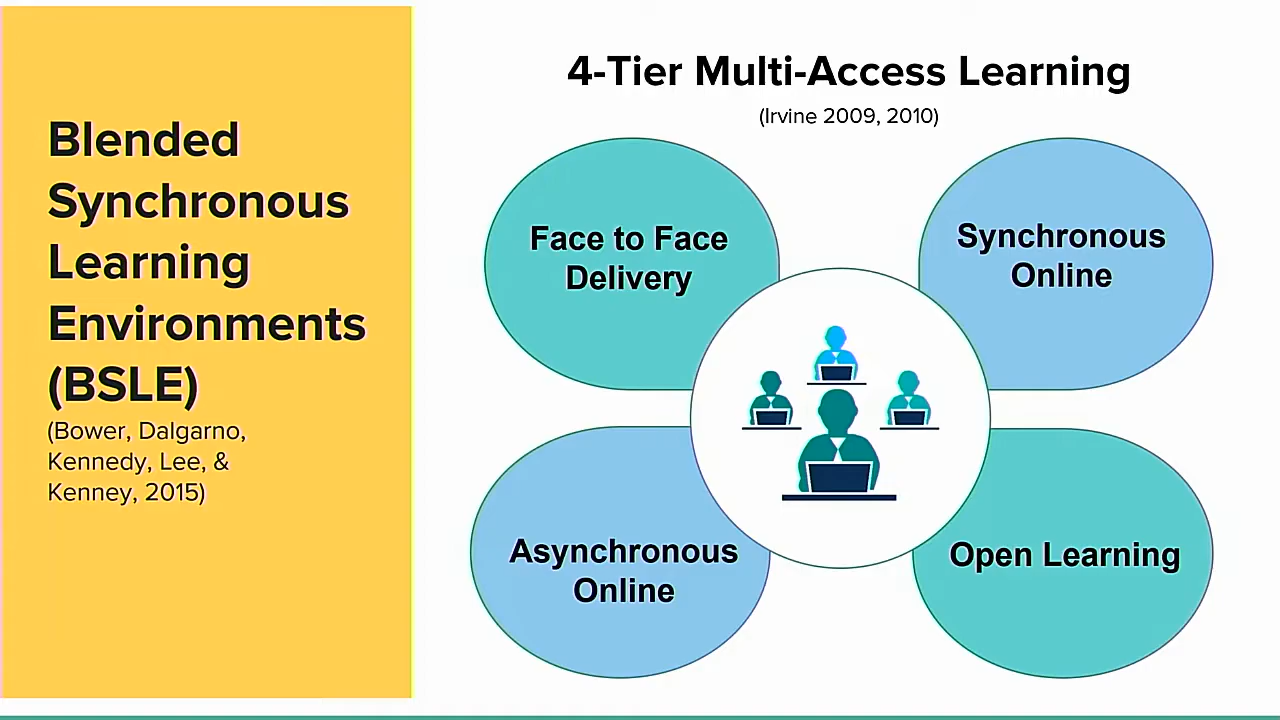 Blended
Synchronous
Learning
Environments
(BSLE)
(Bower, Dalgarno,
Kennedy, Lee, &
Kenney, 2015)
4-Tier Multi-Access Learning
(Irvine 2009, 2010)
Face to Face
Delivery
Synchronous
Online
Asynchronous
Online
Open Learning